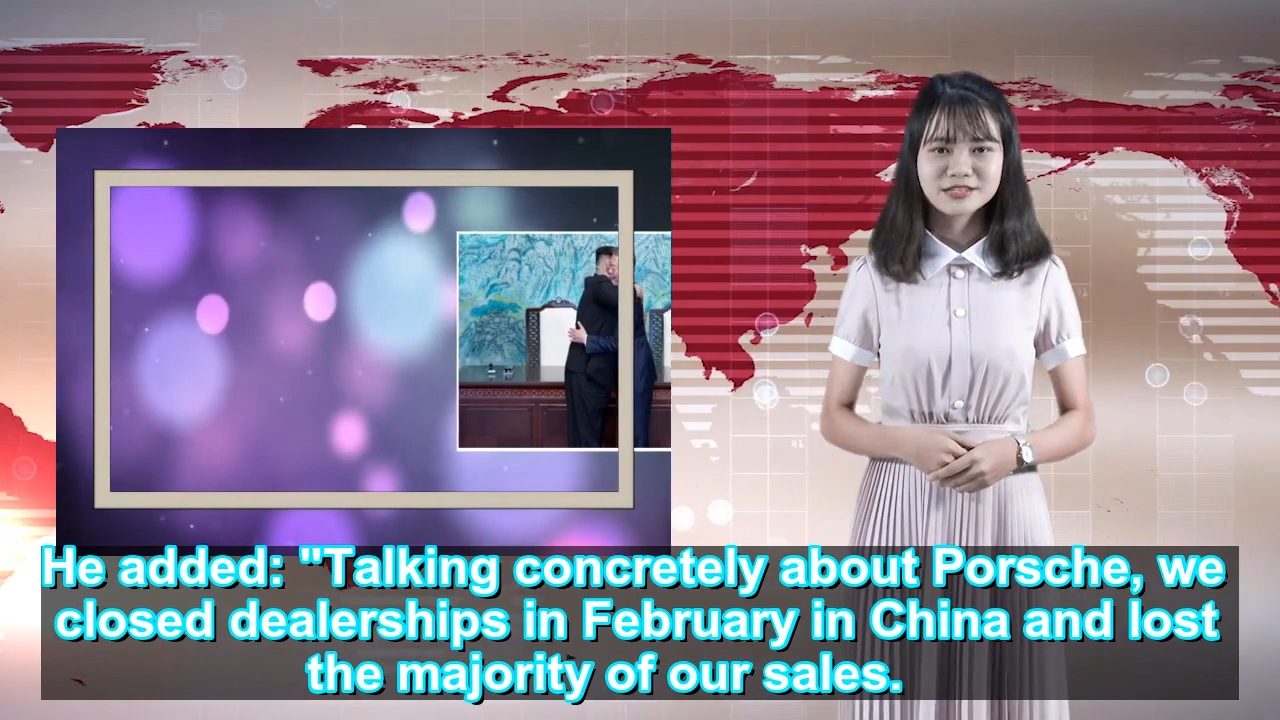 He added: "Talking concretely about Porsche, we
closed dealerships in February in China and lost
the majority of our sales.